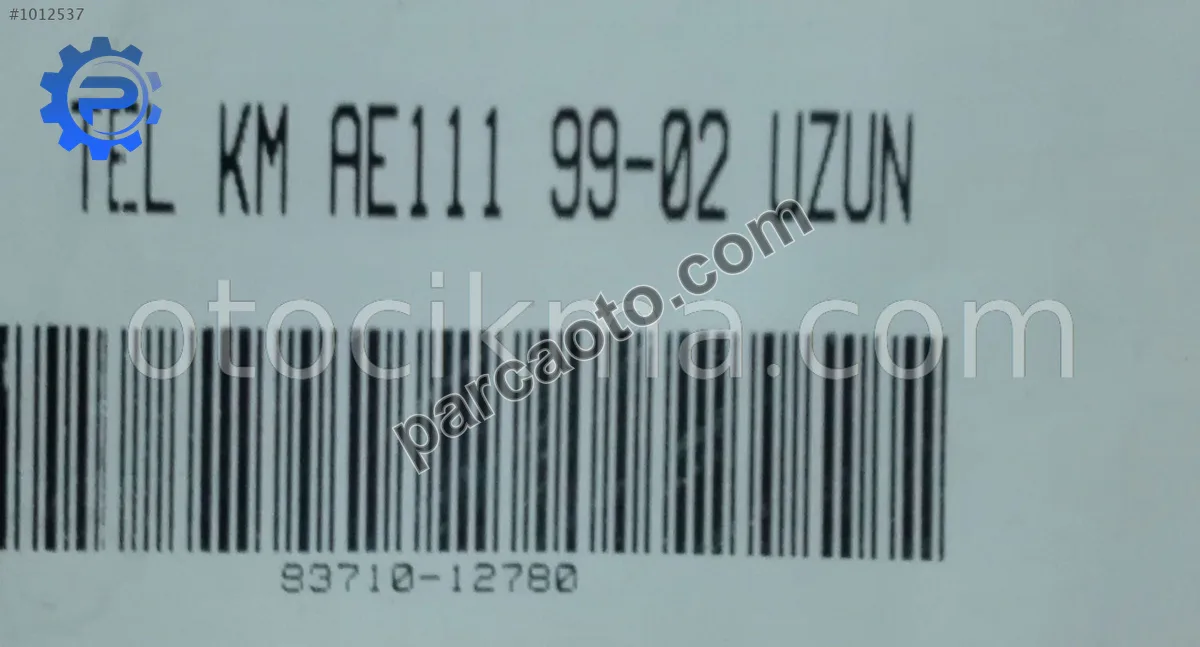 #1012537
TEL KM AE111 99-02 UZUN
otocikma.com
parcaoto.com
83710-12780